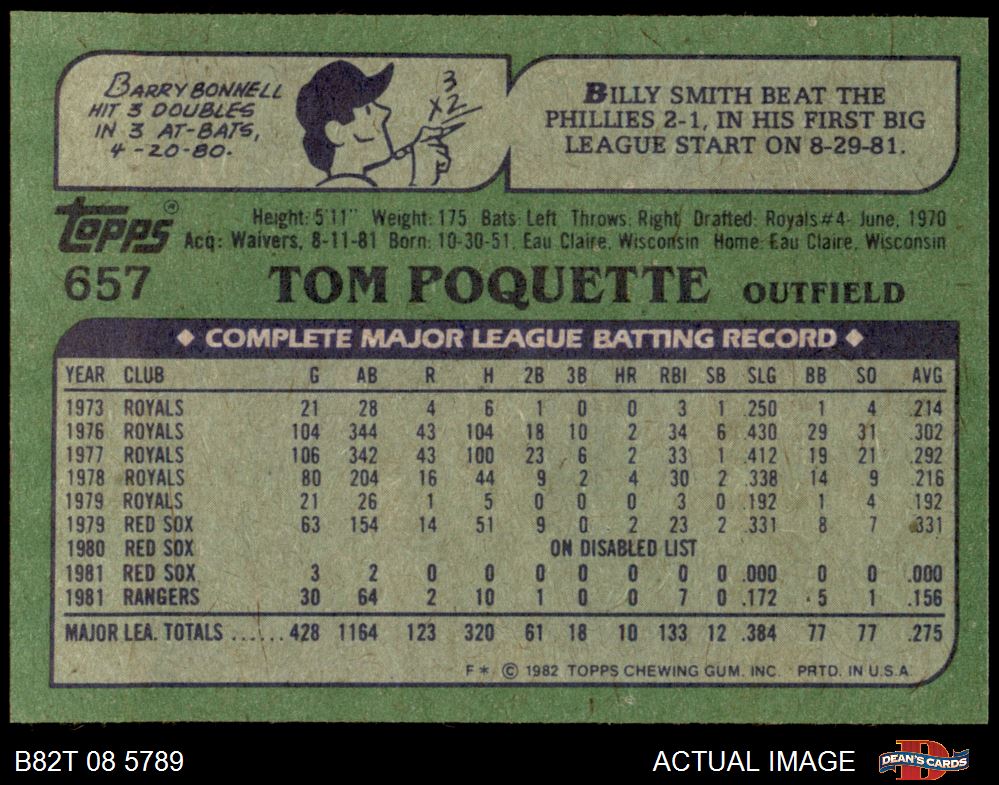 BARRY BONNELL
HIT 3 DOUBLES
IN 3 AT-BATS,
4-20-80.
3
X2
BILLY SMITH BEAT THE
PHILLIES 2-1, IN HIS FIRST BIG
LEAGUE START ON 8-29-81.
Topps®
Height: 5'11" Weight: 175 Bats: Left Throws: Right Drafted: Royals #4- June, 1970
Acq: Waivers, 8-11-81 Born: 10-30-51, Eau Claire, Wisconsin Home: Eau Claire, Wisconsin
657 TOM POQUETTE OUTFIELD
◆ COMPLETE MAJOR LEAGUE BATTING RECORD ◆
YEAR CLUB G AB R H 2B 3B HR RBI SB SLG BB SO AVG
1973 ROYALS 21 28 4 6 1 0 0 3 1 .250 1 4 .214
1976 ROYALS 104 344 43 104 18 10 2 34 6 .430 29 31 .302
1977 ROYALS 106 342 43 100 23 6 2 33 1 .412 19 21 .292
1978 ROYALS 80 204 16 44 9 2 4 30 2 .338 14 9 .216
1979 ROYALS 21 26 1 5 0 0 0 3 0 .192 1 4 .192
1979 RED SOX 63 154 14 51 9 0 2 23 2 .331 8 7 .331
1980 RED SOX ON DISABLED LIST
1981 RED SOX 3 2 0 0 0 0 0 0 0 .000 0 0 .000
1981 RANGERS 30 64 2 10 1 0 0 7 0 .172 5 1 .156
MAJOR LEA. TOTALS ...... 428 1164 123 320 61 18 10 133 12 .384 77 77 .275
F * © 1982 TOPPS CHEWING GUM. INC. PRTD. IN U.S.A.
B82T 08 5789 ACTUAL IMAGE DEAN'S CARDS